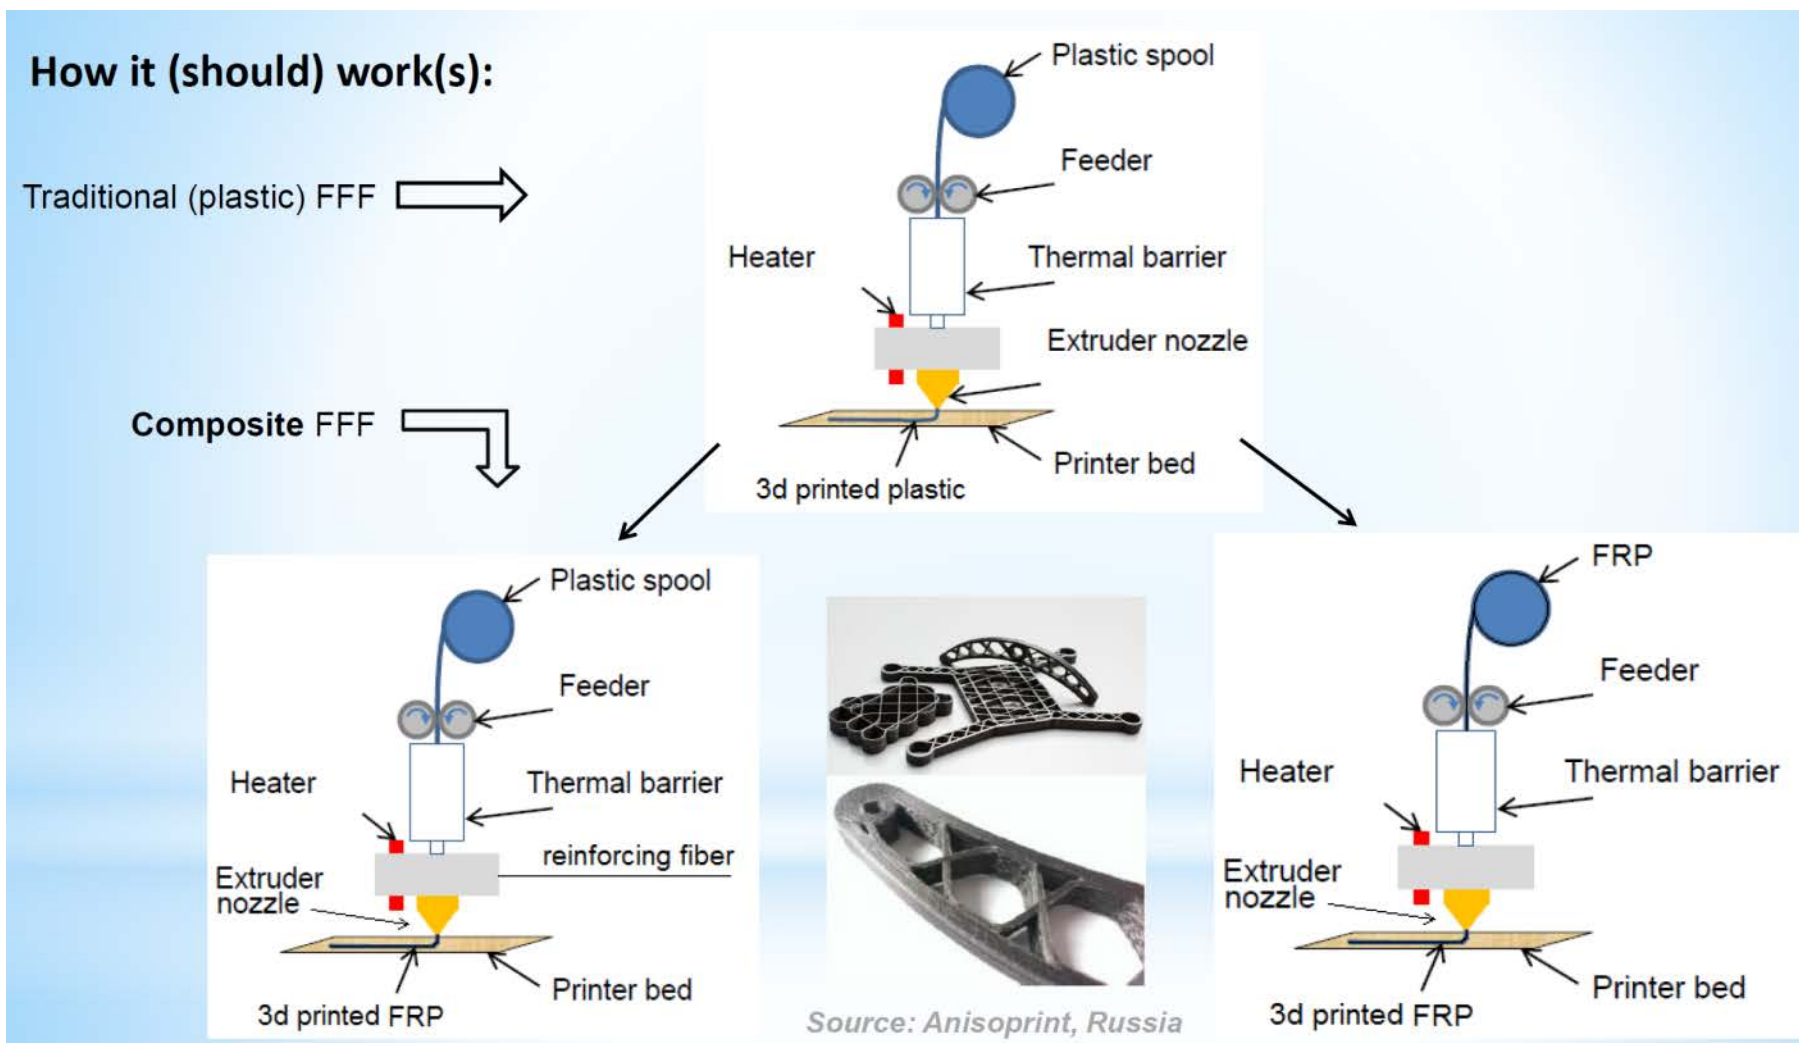 How it (should) work(s):
Traditional (plastic) FFF
Composite FFF
Plastic spool
Feeder
Heater
Thermal barrier
Extruder nozzle
Printer bed
3d printed plastic
Plastic spool
Feeder
Heater
Thermal barrier
reinforcing fiber
Extruder
nozzle
Printer bed
3d printed FRP
Source: Anisoprint, Russia
FRP
Feeder
Heater
Thermal barrier
Extruder
nozzle
Printer bed
3d printed FRP